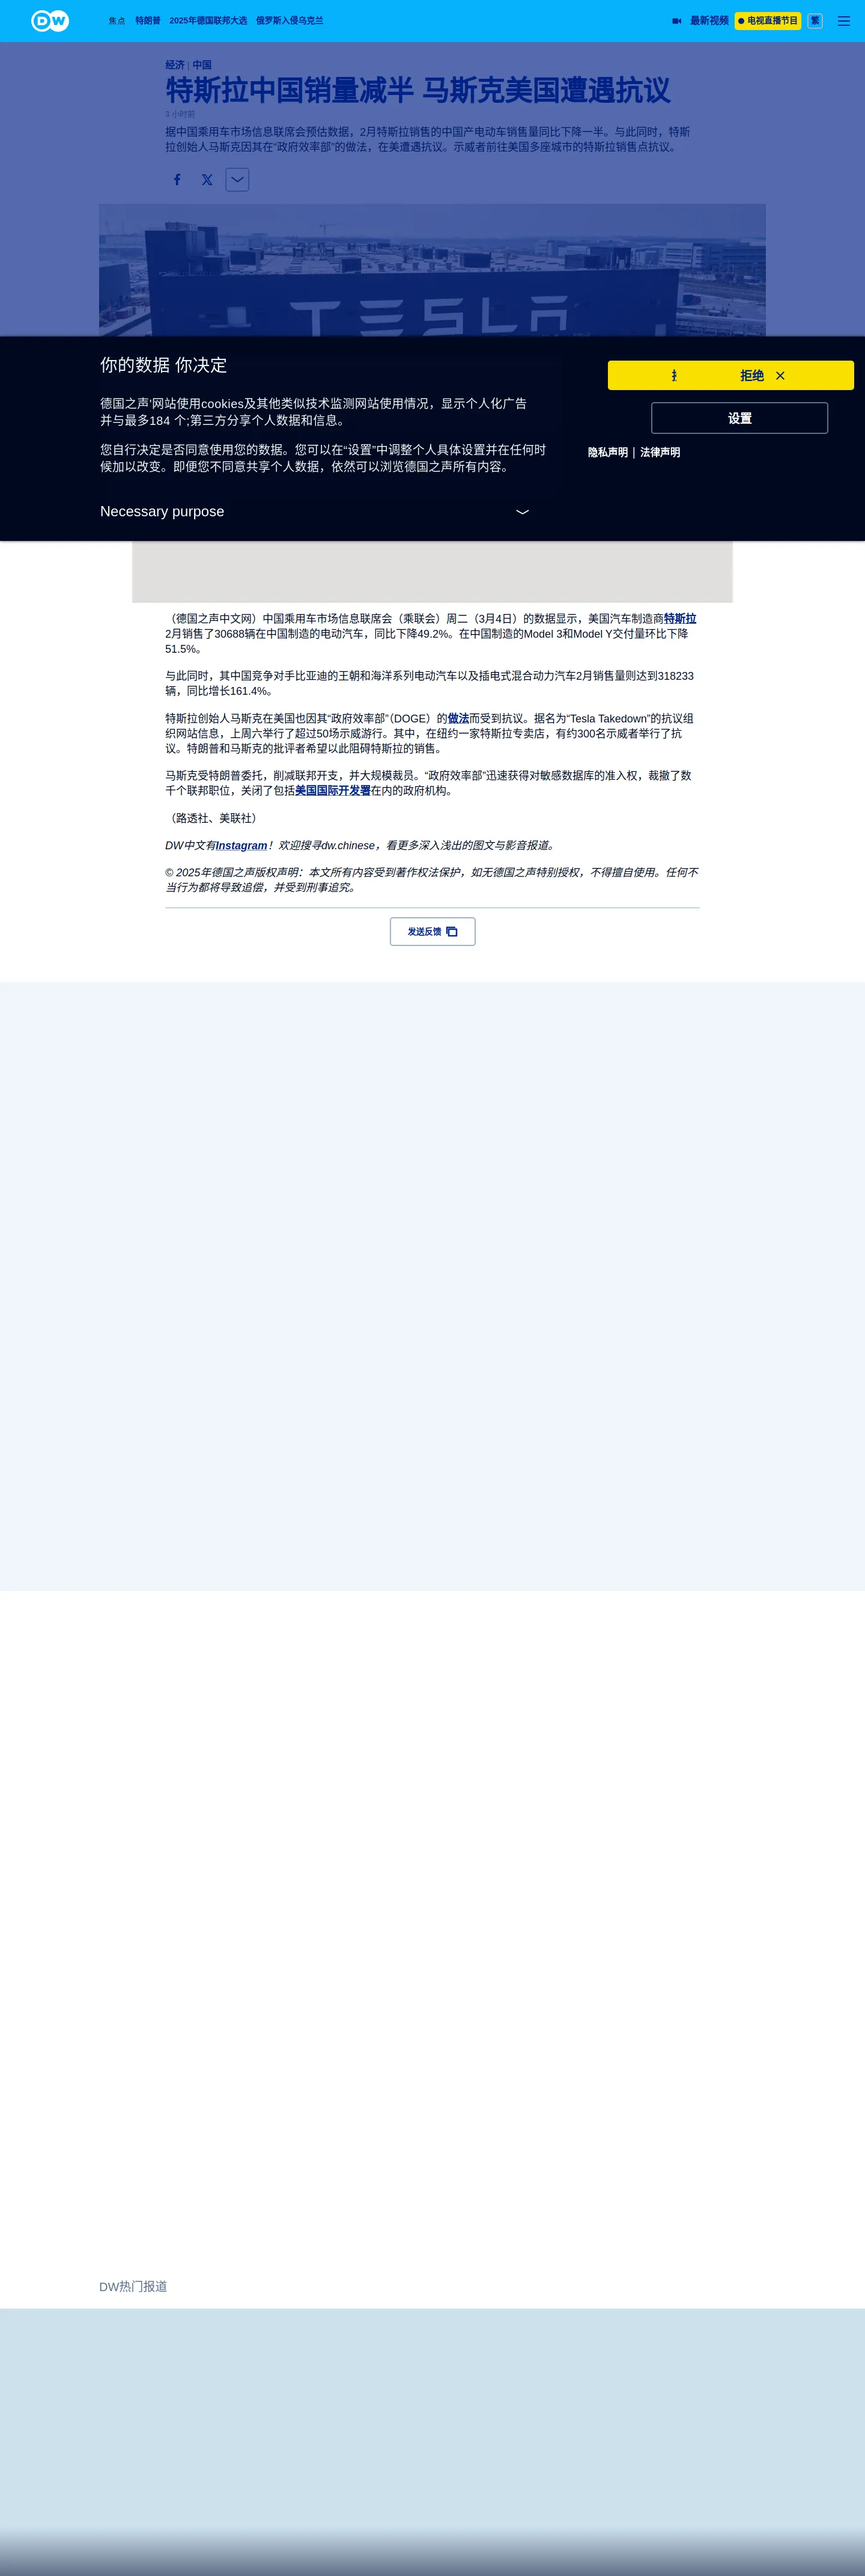 DW
焦点 特朗普 2025年德国联邦大选 俄罗斯入侵乌克兰
最新视频 电视直播节目 繁
经济 | 中国
特斯拉中国销量减半 马斯克美国遭遇抗议
3 小时前
据中国乘用车市场信息联席会预估数据，2月特斯拉销售的中国产电动车销售量同比下降一半。与此同时，特斯
拉创始人马斯克因其在“政府效率部”的做法，在美遭遇抗议。示威者前往美国多座城市的特斯拉销售点抗议。
TESLA
你的数据 你决定
德国之声'网站使用cookies及其他类似技术监测网站使用情况，显示个人化广告
并与最多184 个;第三方分享个人数据和信息。
您自行决定是否同意使用您的数据。您可以在“设置”中调整个人具体设置并在任何时
候加以改变。即便您不同意共享个人数据，依然可以浏览德国之声所有内容。
Necessary purpose
拒绝
设置
隐私声明 | 法律声明
（德国之声中文网）中国乘用车市场信息联席会（乘联会）周二（3月4日）的数据显示，美国汽车制造商特斯拉
2月销售了30688辆在中国制造的电动汽车，同比下降49.2%。在中国制造的Model 3和Model Y交付量环比下降
51.5%。
与此同时，其中国竞争对手比亚迪的王朝和海洋系列电动汽车以及插电式混合动力汽车2月销售量则达到318233
辆，同比增长161.4%。
特斯拉创始人马斯克在美国也因其“政府效率部”（DOGE）的做法而受到抗议。据名为“Tesla Takedown”的抗议组
织网站信息，上周六举行了超过50场示威游行。其中，在纽约一家特斯拉专卖店，有约300名示威者举行了抗
议。特朗普和马斯克的批评者希望以此阻碍特斯拉的销售。
马斯克受特朗普委托，削减联邦开支，并大规模裁员。“政府效率部”迅速获得对敏感数据库的准入权，裁撤了数
千个联邦职位，关闭了包括美国国际开发署在内的政府机构。
（路透社、美联社）
DW中文有Instagram！欢迎搜寻dw.chinese，看更多深入浅出的图文与影音报道。
© 2025年德国之声版权声明：本文所有内容受到著作权法保护，如无德国之声特别授权，不得擅自使用。任何不
当行为都将导致追偿，并受到刑事追究。
发送反馈
DW热门报道